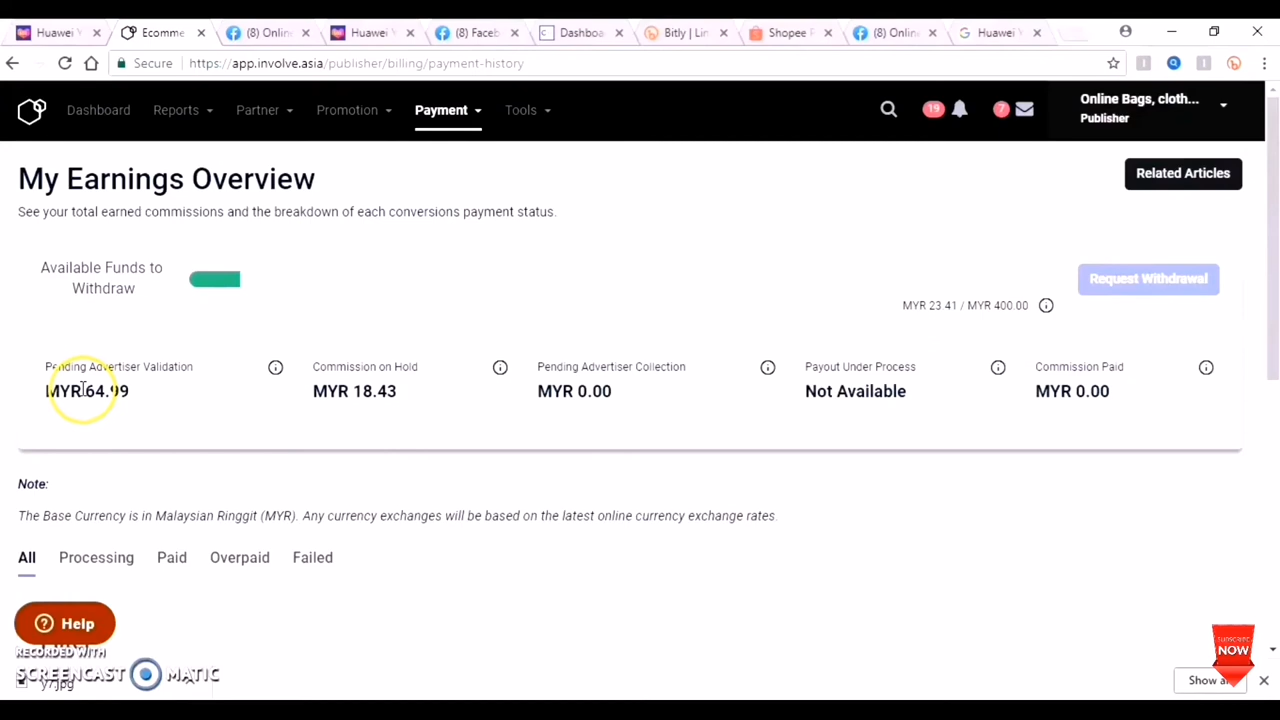 Huawei
Ecomme
(8) Onlin
Huawei
(8) Faceb
Dashboa
Bitly | Lin
Shopee
(8) Onlin
Huawei
Secure https://app.involve.asia/publisher/billing/payment-history
Dashboard Reports Partner Promotion Payment Tools 19 7
Online Bags, cloth...
Publisher
My Earnings Overview
Related Articles
See your total earned commissions and the breakdown of each conversions payment status.
Available Funds to
Withdraw
Request Withdrawal
MYR 23.41 / MYR 400.00
Pending Advertiser Validation
MYR 64.99
Commission on Hold
MYR 18.43
Pending Advertiser Collection
MYR 0.00
Payout Under Process
Not Available
Commission Paid
MYR 0.00
Note:
The Base Currency is in Malaysian Ringgit (MYR). Any currency exchanges will be based on the latest online currency exchange rates.
All Processing Paid Overpaid Failed
Help
RECORDED WITH
SCREENCAST MATIC
y7.jpg
SUBSCRIBE
NOW
Show all